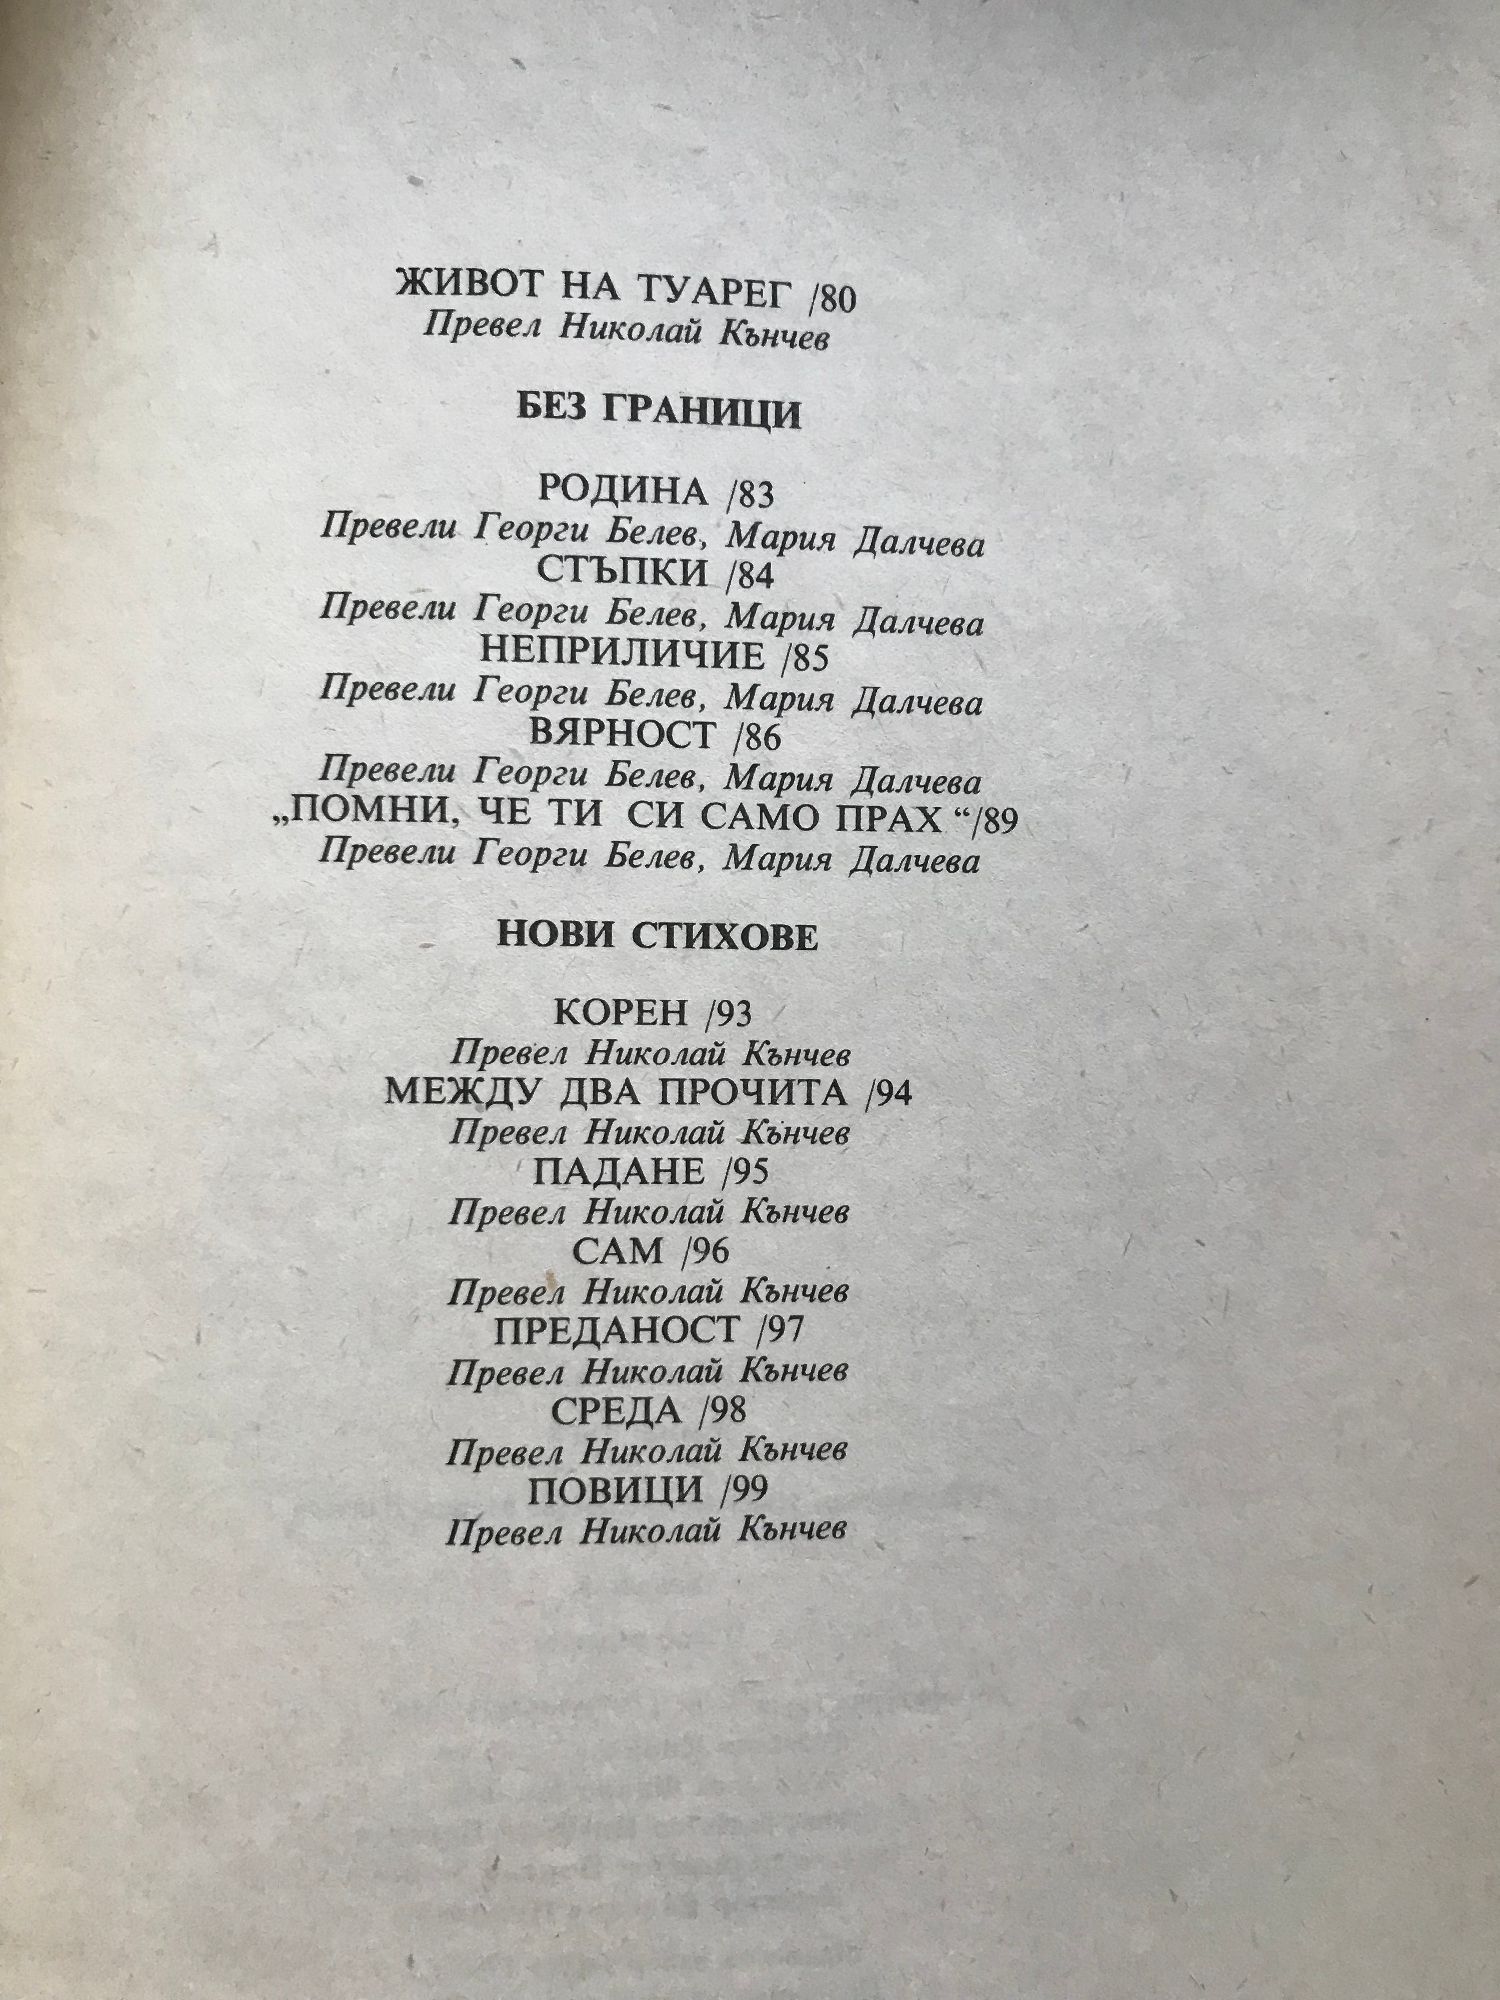 ЖИВОТ НА ТУАРЕГ /80
Превел Николай Кънчев
БЕЗ ГРАНИЦИ
РОДИНА /83
Превели Георги Белев, Мария Далчева
СТЪПКИ /84
Превели Георги Белев, Мария Далчева
НЕПРИЛИЧИЕ /85
Превели Георги Белев, Мария Далчева
ВЯРНОСТ /86
Превели Георги Белев, Мария Далчева
„ПОМНИ, ЧЕ ТИ СИ САМО ПРАХ “/89
Превели Георги Белев, Мария Далчева
НОВИ СТИХОВЕ
КОРЕН /93
Превел Николай Кънчев
МЕЖДУ ДВА ПРОЧИТА /94
Превел Николай Кънчев
ПАДАНЕ /95
Превел Николай Кънчев
САМ /96
Превел Николай Кънчев
ПРЕДАНОСТ /97
Превел Николай Кънчев
СРЕДА /98
Превел Николай Кънчев
ПОВИЦИ /99
Превел Николай Кънчев